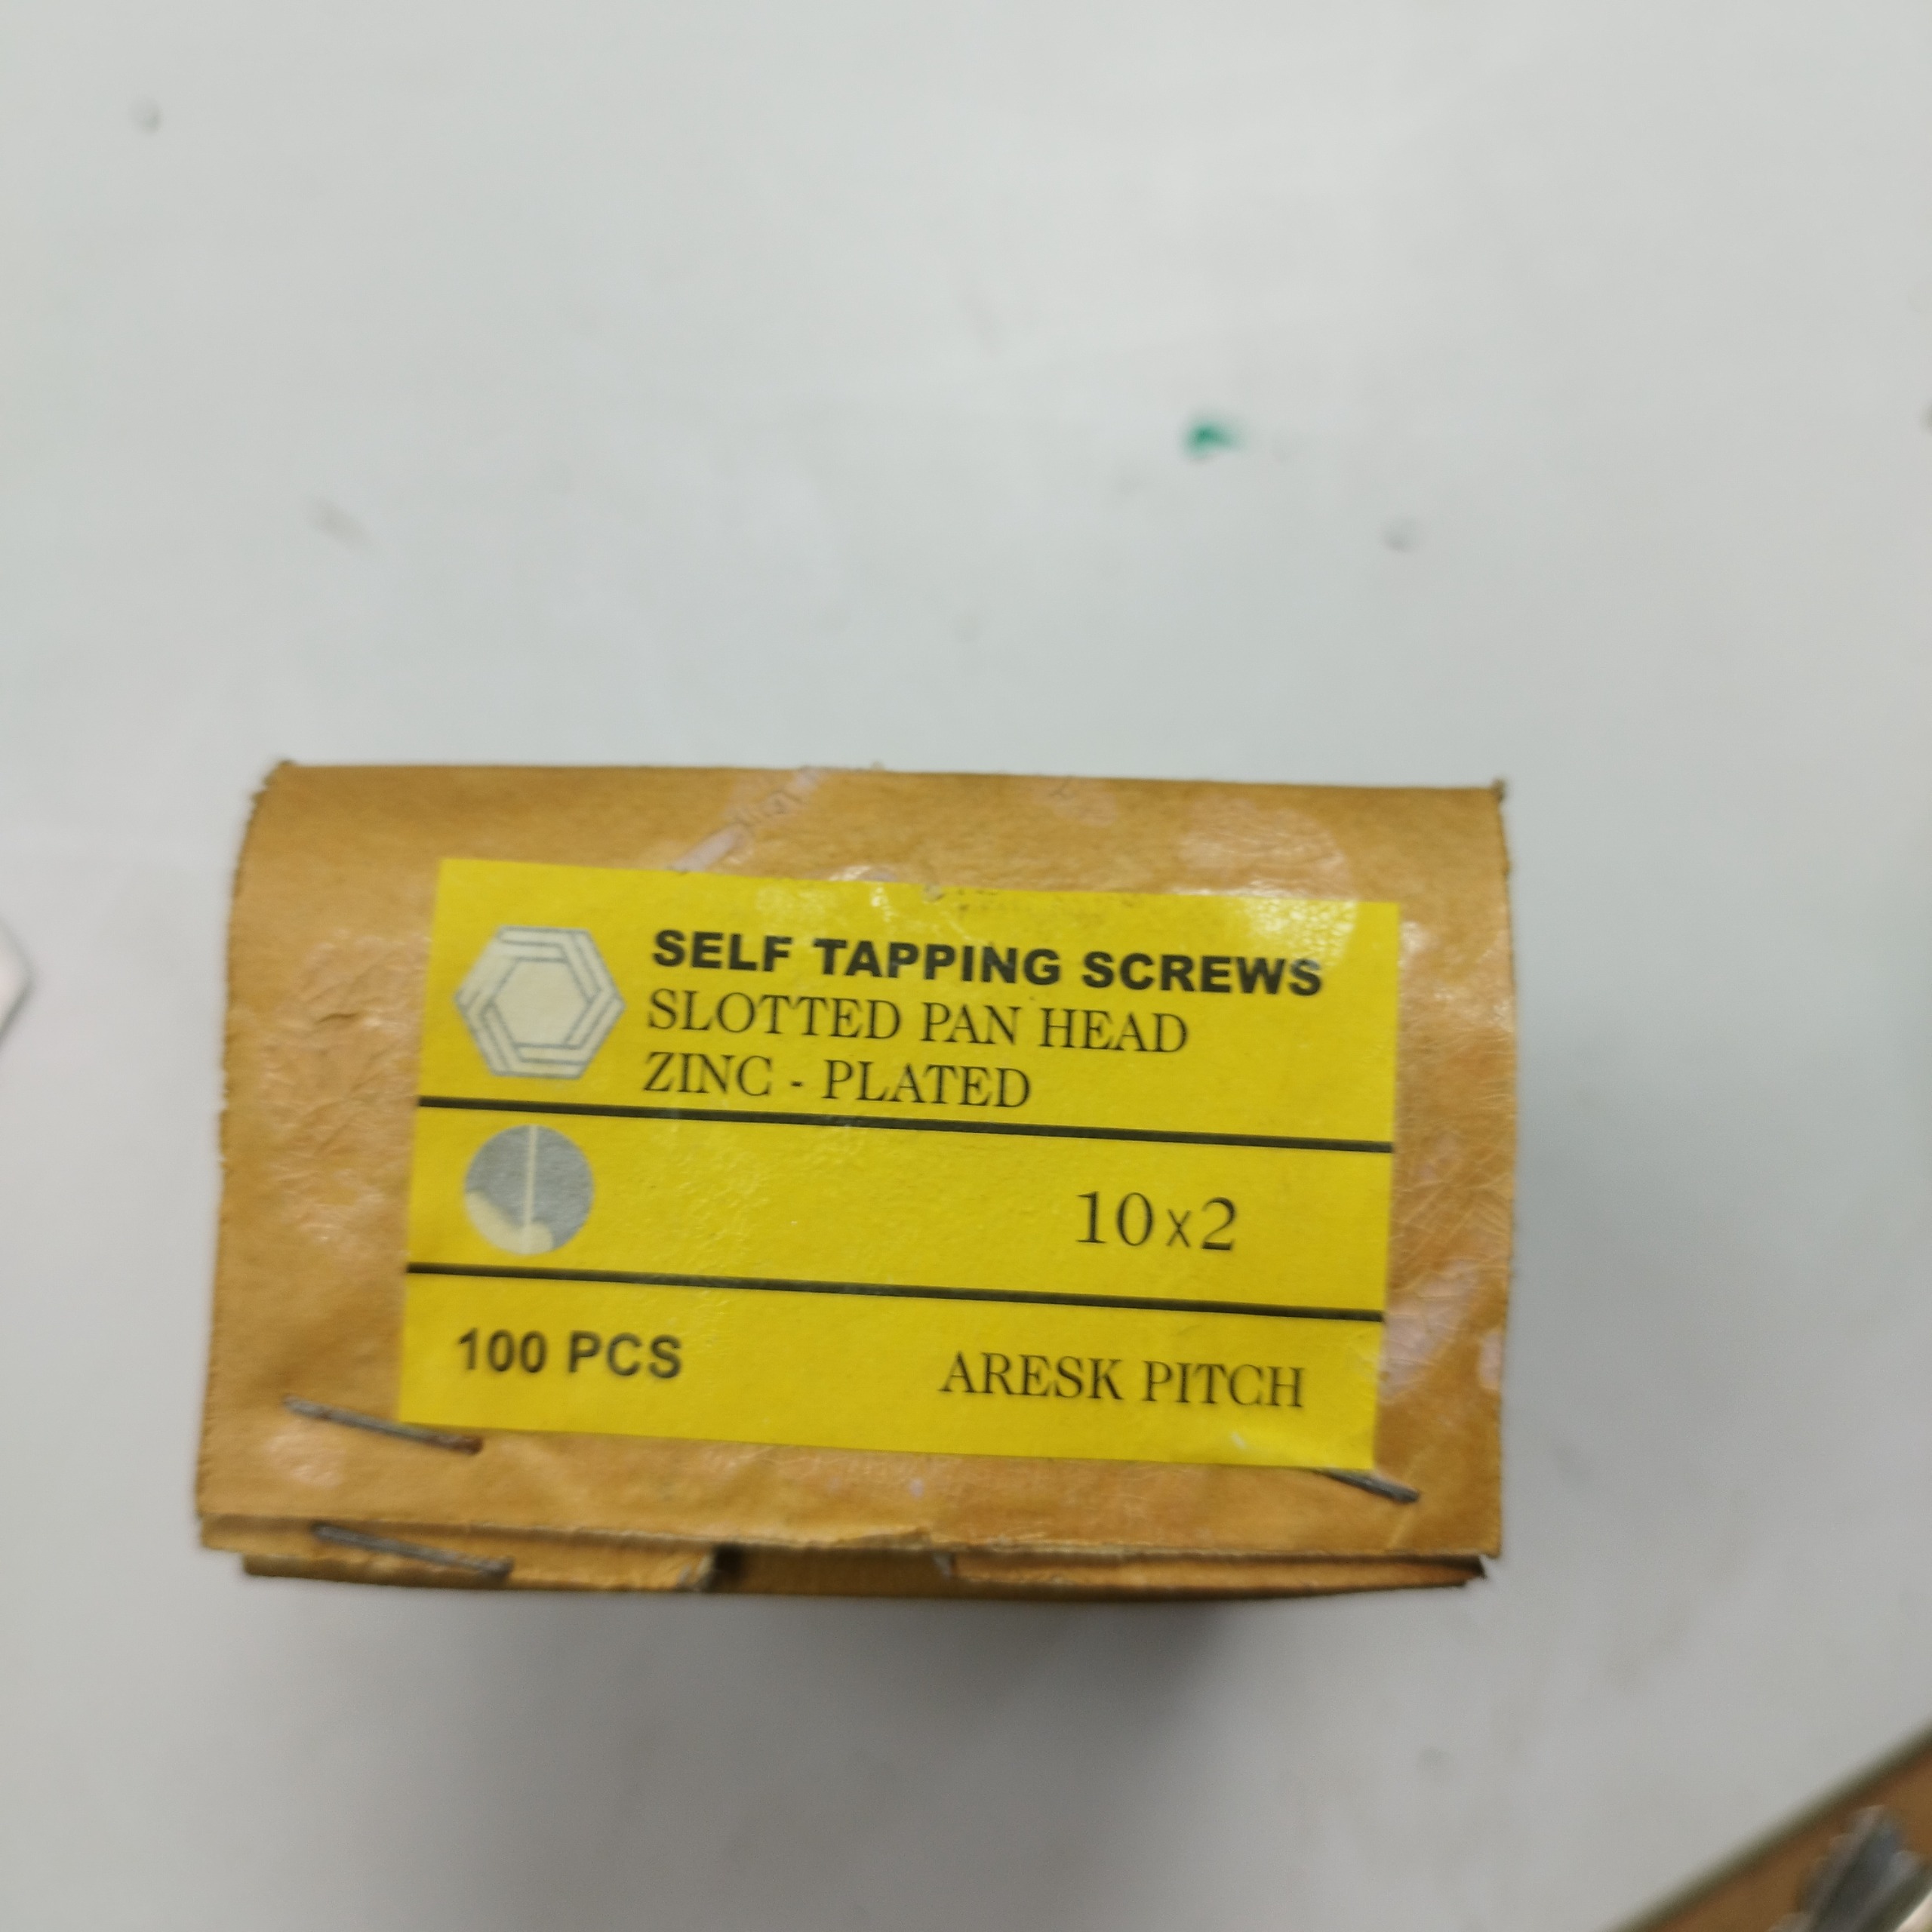 SELF TAPPING SCREWS
SLOTTED PAN HEAD
ZINC - PLATED
10x2
100 PCS
ARESK PITCH